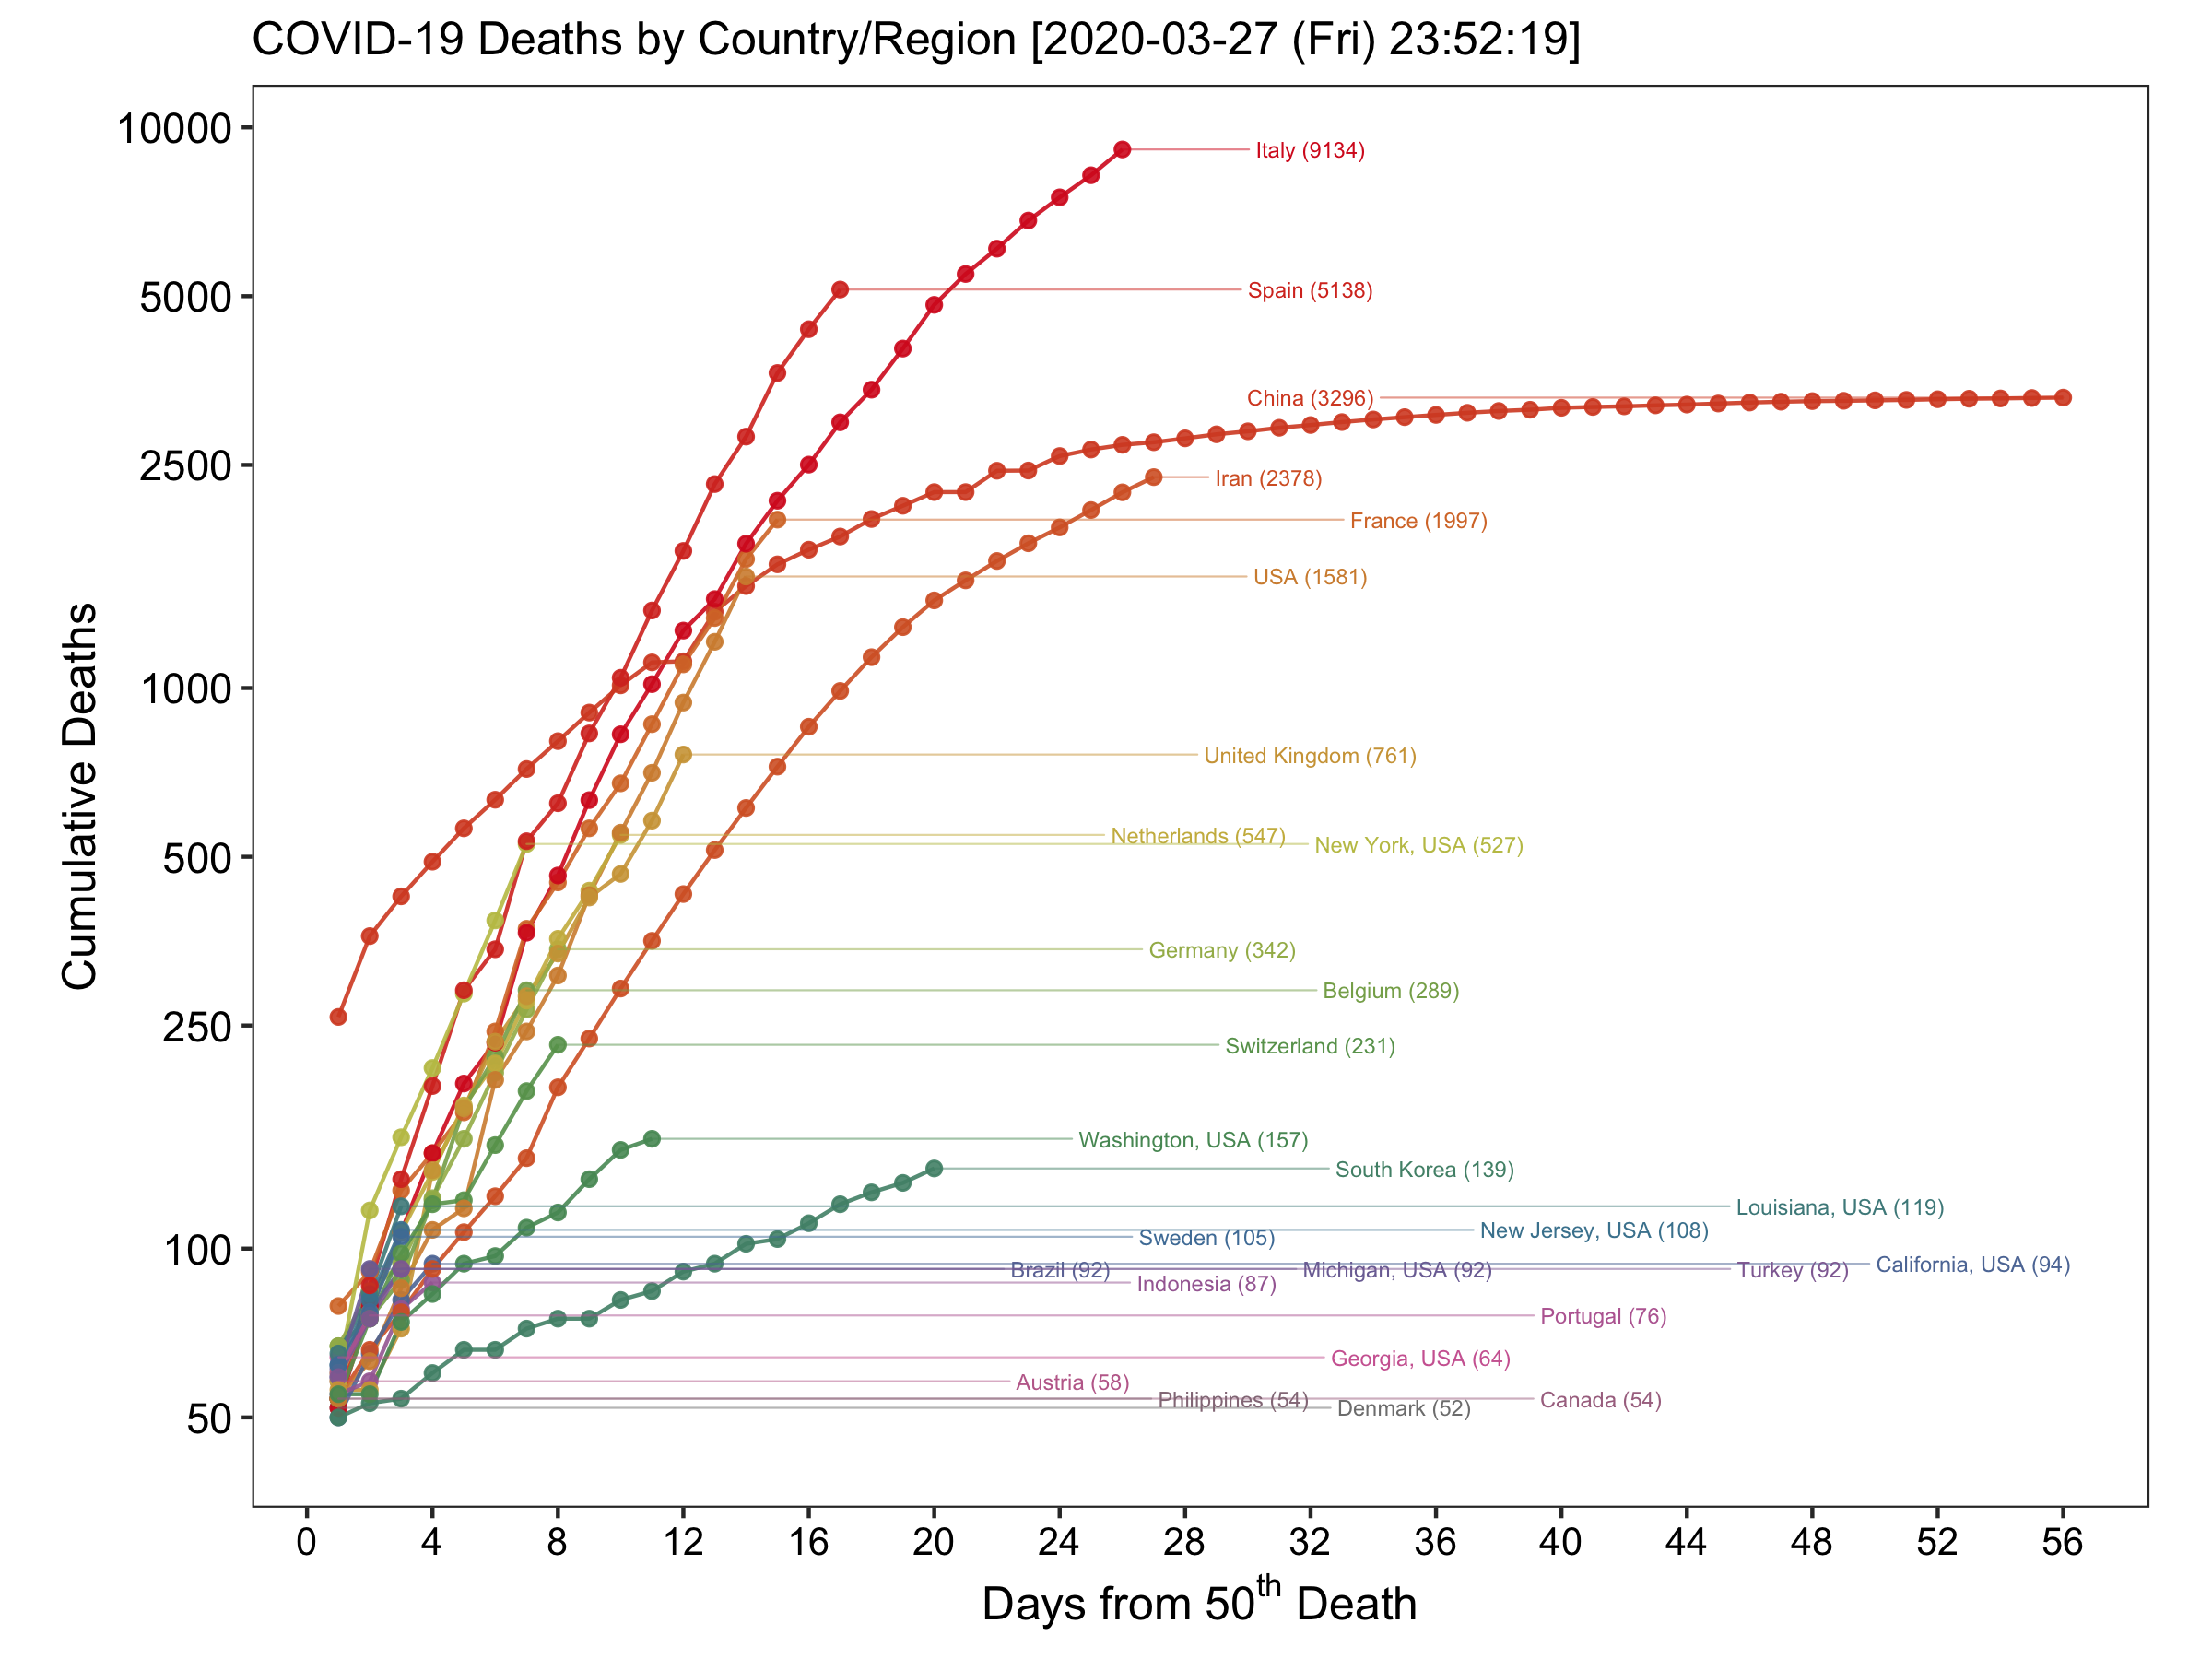 COVID-19 Deaths by Country/Region [2020-03-27 (Fri) 23:52:19]
10000
5000
2500
1000
500
250
100
50
Cumulative Deaths
Italy (9134)
Spain (5138)
China (3296)
Iran (2378)
France (1997)
USA (1581)
United Kingdom (761)
Netherlands (547)
New York, USA (527)
Germany (342)
Belgium (289)
Switzerland (231)
Washington, USA (157)
South Korea (139)
Louisiana, USA (119)
New Jersey, USA (108)
Sweden (105)
California, USA (94)
Brazil (92)
Michigan, USA (92)
Turkey (92)
Indonesia (87)
Portugal (76)
Georgia, USA (64)
Austria (58)
Philippines (54)
Canada (54)
Denmark (52)
0 4 8 12 16 20 24 28 32 36 40 44 48 52 56
Days from 50th Death